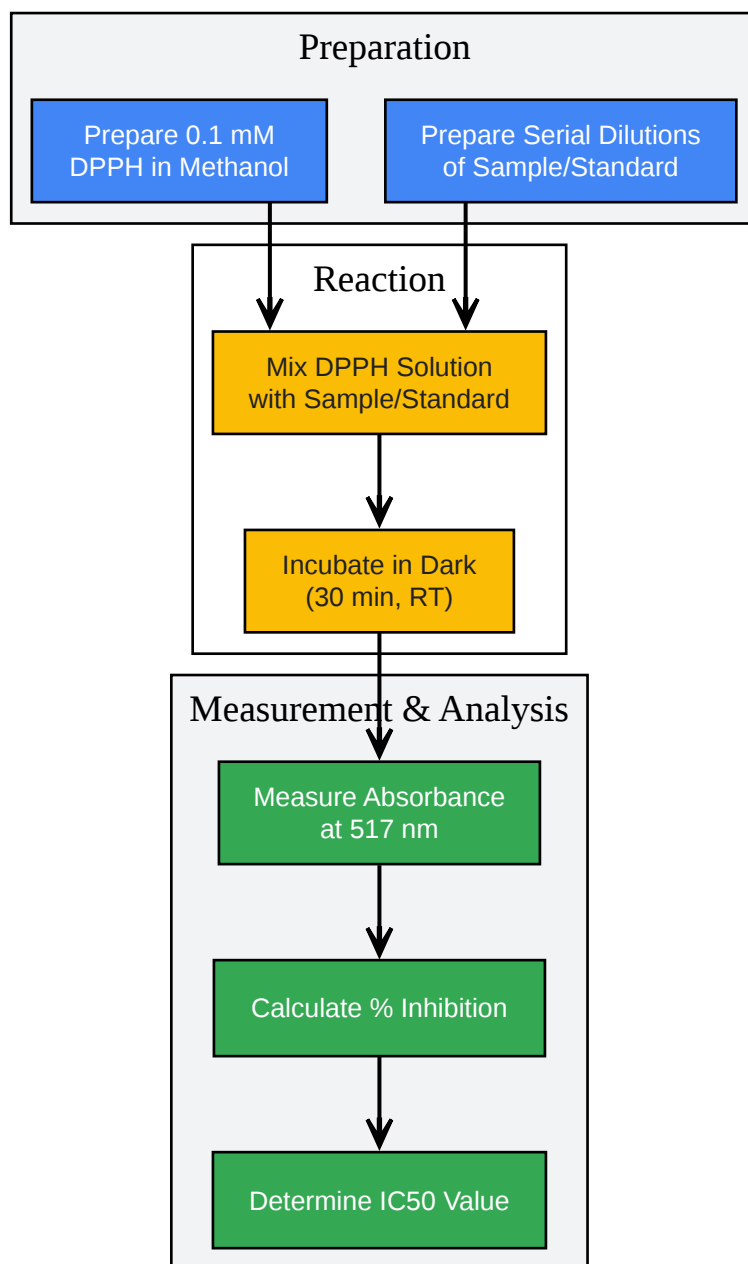 Preparation
Prepare 0.1 mM
DPPH in Methanol
Prepare Serial Dilutions
of Sample/Standard
Reaction
Mix DPPH Solution
with Sample/Standard
Incubate in Dark
(30 min, RT)
Measurement & Analysis
Measure Absorbance
at 517 nm
Calculate % Inhibition
Determine IC50 Value